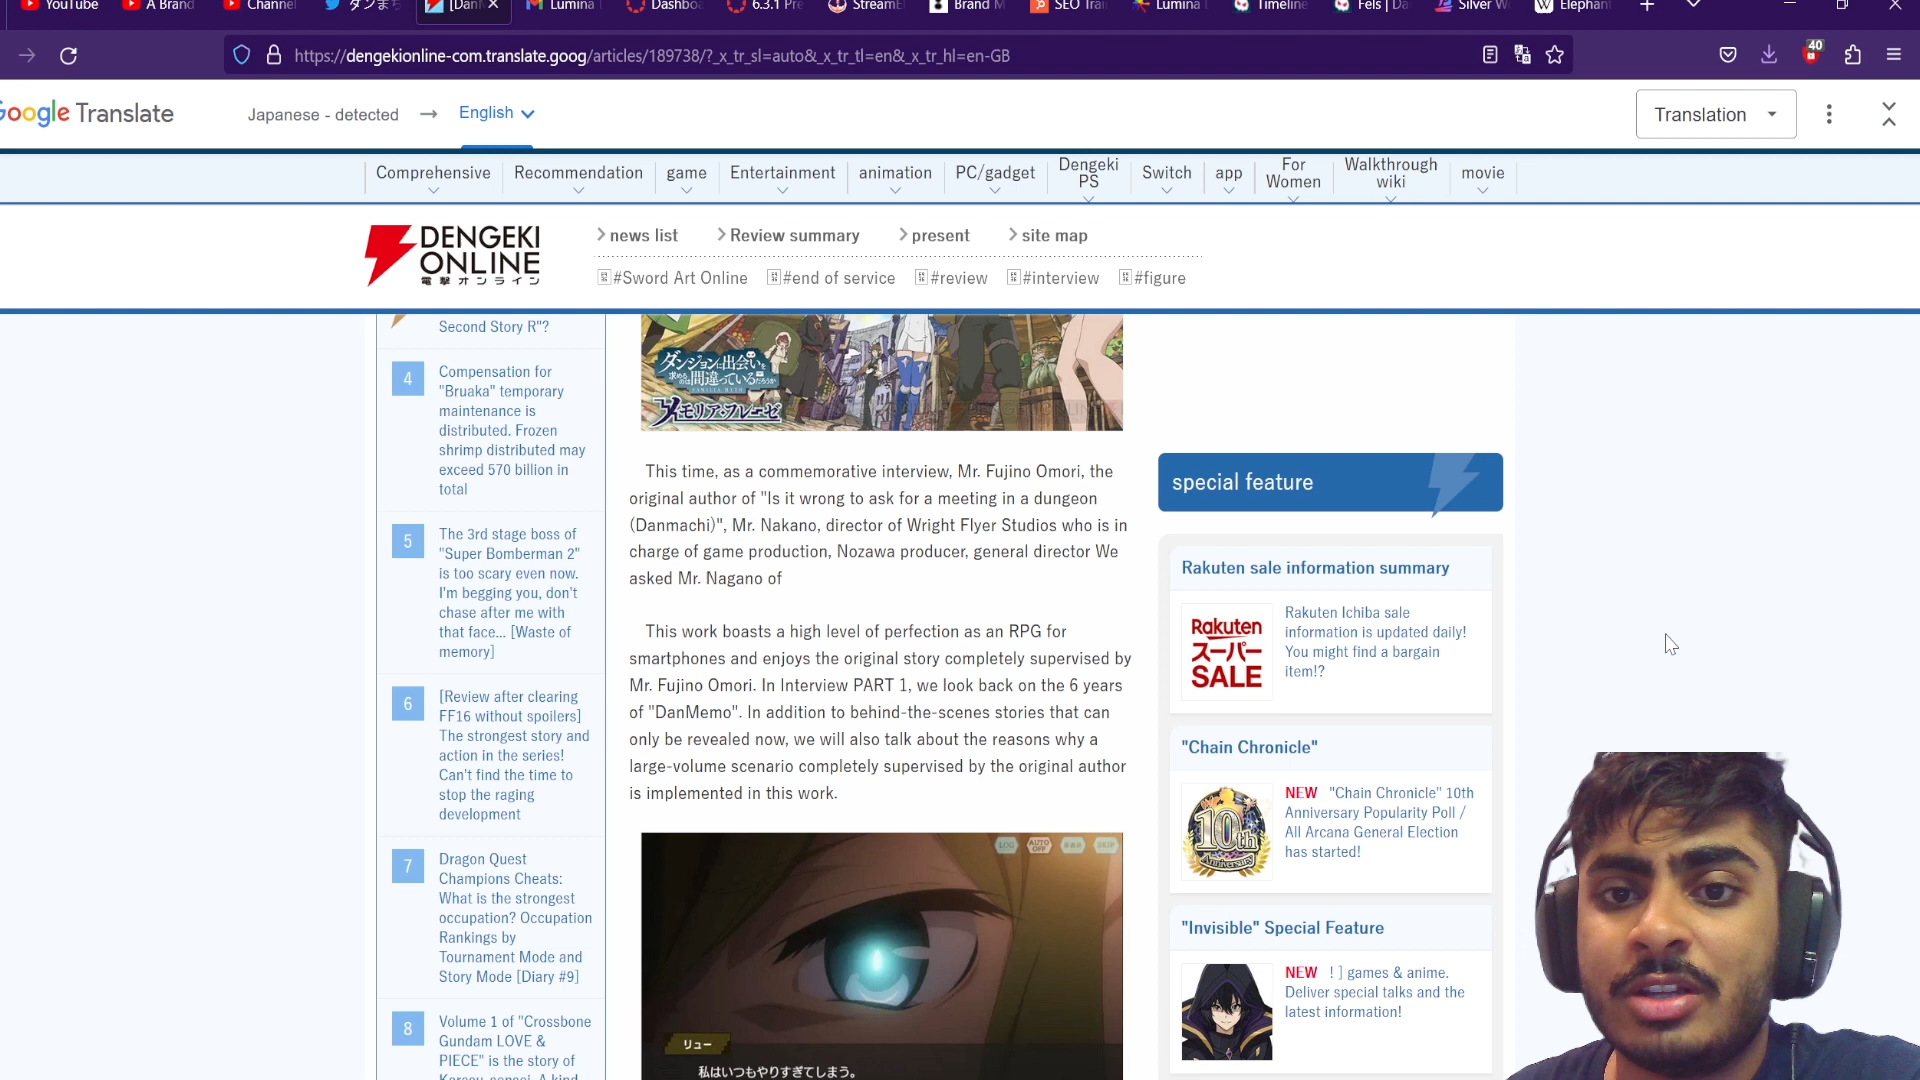 YouTube
A Brand
Channel
ダンまち
[DanM
Lumina
Dashbo
6.3.1 Pre
StreamE
Brand M
SEO Trai
Lumina
Timeline
Fels | Da
Silver W
Elephant
https://dengekionline-com.translate.goog/articles/189738/?_x_tr_sl=auto&_x_tr_tl=en&_x_tr_hl=en-GB
40
Google Translate
Japanese - detected → English
Translation
Comprehensive
Recommendation
game
Entertainment
animation
PC/gadget
Dengeki PS
Switch
app
For Women
Walkthrough wiki
movie
DENGEKI
ONLINE
電撃オンライン
news list
Review summary
present
site map
#Sword Art Online
#end of service
#review
#interview
#figure
Second Story R"?
4
Compensation for
"Bruaka" temporary
maintenance is
distributed. Frozen
shrimp distributed may
exceed 570 billion in
total
5
The 3rd stage boss of
"Super Bomberman 2"
is too scary even now.
I'm begging you, don't
chase after me with
that face... [Waste of
memory]
6
[Review after clearing
FF16 without spoilers]
The strongest story and
action in the series!
Can't find the time to
stop the raging
development
7
Dragon Quest
Champions Cheats:
What is the strongest
occupation? Occupation
Rankings by
Tournament Mode and
Story Mode [Diary #9]
8
Volume 1 of "Crossbone
Gundam LOVE &
PIECE" is the story of
ダンジョンに出会いを
求めるのは間違っているだろうか
メモリア・フレーゼ
This time, as a commemorative interview, Mr. Fujino Omori, the
original author of "Is it wrong to ask for a meeting in a dungeon
(Danmachi)", Mr. Nakano, director of Wright Flyer Studios who is in
charge of game production, Nozawa producer, general director We
asked Mr. Nagano of
This work boasts a high level of perfection as an RPG for
smartphones and enjoys the original story completely supervised by
Mr. Fujino Omori. In Interview PART 1, we look back on the 6 years
of "DanMemo". In addition to behind-the-scenes stories that can
only be revealed now, we will also talk about the reasons why a
large-volume scenario completely supervised by the original author
is implemented in this work.
LOG
AUTO OFF
SKIP
リュー
私はいつもやりすぎてしまう。
special feature
Rakuten sale information summary
Rakuten
スーパー
SALE
Rakuten Ichiba sale
information is updated daily!
You might find a bargain
item!?
"Chain Chronicle"
10th
Anniversary
NEW "Chain Chronicle" 10th
Anniversary Popularity Poll /
All Arcana General Election
has started!
"Invisible" Special Feature
NEW ! ] games & anime.
Deliver special talks and the
latest information!